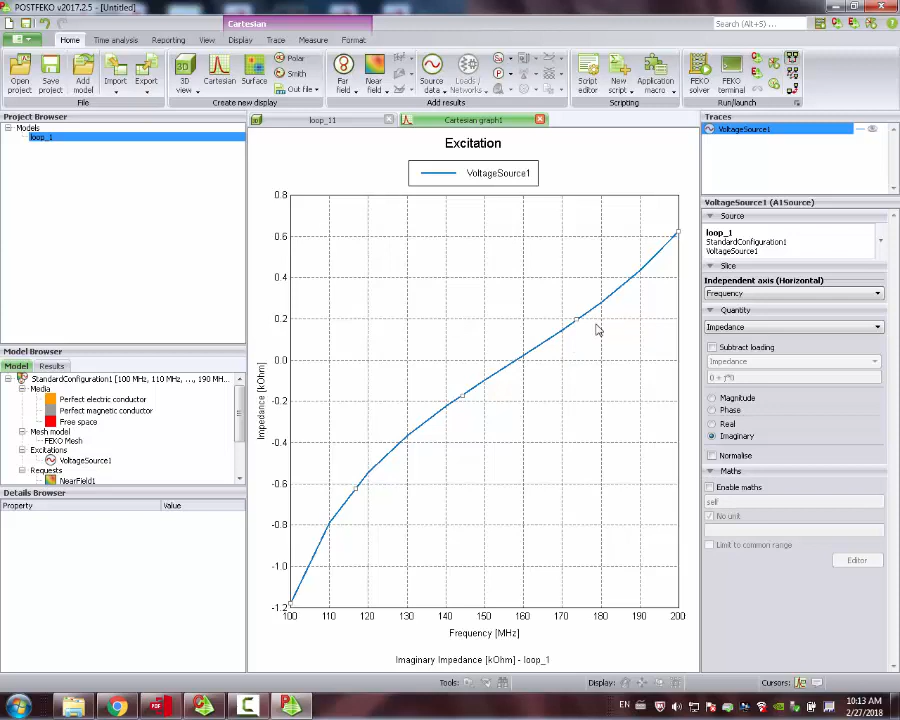 POSTFEKO v2017.2.5 - [Untitled]
Cartesian
Search (Alt+S) . . .
Home Time analysis Reporting View Display Trace Measure Format
Open project
Save project
Add model
Import
Export
3D view
Cartesian
Surface
Polar
Smith
Out file
Far field
Near field
Source data
Loads / Networks
Script editor
New script
Application macro
FEKO solver
FEKO terminal
File
Create new display
Add results
Scripting
Run/launch
Project Browser
Models
loop_1
loop_11
Cartesian graph1
Traces
VoltageSource1
Excitation
VoltageSource1
0.8
0.6
0.4
0.2
0.0
-0.2
-0.4
-0.6
-0.8
-1.0
-1.2
Impedance [kOhm]
100 110 120 130 140 150 160 170 180 190 200
Frequency [MHz]
Imaginary Impedance [kOhm] - loop_1
VoltageSource1 (A1Source)
Source
loop_1
StandardConfiguration1
VoltageSource1
Slice
Independent axis (Horizontal)
Frequency
Quantity
Impedance
Subtract loading
Impedance
0 + j*0
Magnitude
Phase
Real
Imaginary
Normalise
Maths
Enable maths
self
No unit
Limit to common range
Editor
Model Browser
Model Results
StandardConfiguration1 [100 MHz, 110 MHz, ..., 190 MH...
Media
Perfect electric conductor
Perfect magnetic conductor
Free space
Mesh model
FEKO Mesh
Excitations
VoltageSource1
Requests
NearField1
Details Browser
Property Value
Tools:
Display:
Cursors:
PDF
EN
10:13 AM
2/27/2018